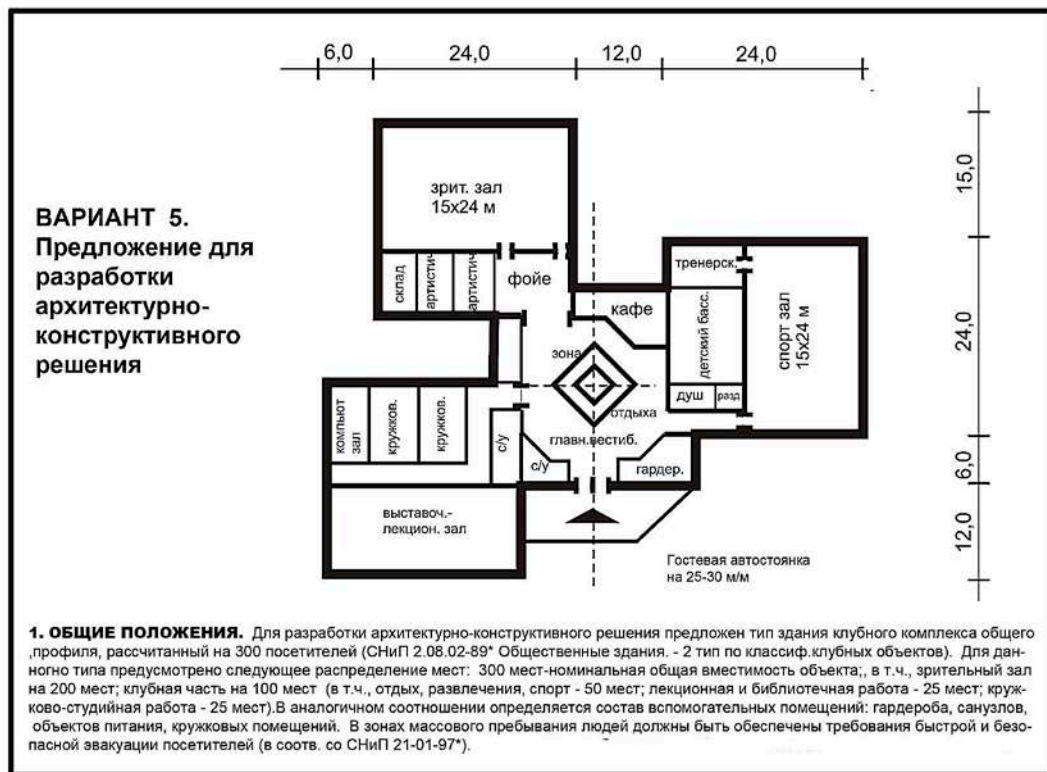 6,0 24,0 12,0 24,0
15,0
24,0
6,0
12,0
ВАРИАНТ 5.
Предложение для
разработки
архитектурно-
конструктивного
решения
зрит. зал
15х24 м
склад
артистич
артистич
фойе
кафе
тренерск.
детский басс.
спорт зал
15х24 м
зона
отдыха
душ
разд
главн.вестиб.
компьют
зал
кружков.
кружков.
с/у
с/у
гардер.
выставоч.-
лекцион. зал
Гостевая автостоянка
на 25-30 м/м
1. ОБЩИЕ ПОЛОЖЕНИЯ. Для разработки архитектурно-конструктивного решения предложен тип здания клубного комплекса общего
,профиля, рассчитанный на 300 посетителей (СНиП 2.08.02-89* Общественные здания. - 2 тип по классиф.клубных объектов). Для дан-
ногно типа предусмотрено следующее распределение мест: 300 мест-номинальная общая вместимость объекта;, в т.ч., зрительный зал
на 200 мест; клубная часть на 100 мест (в т.ч., отдых, развлечения, спорт - 50 мест; лекционная и библиотечная работа - 25 мест; круж-
ково-студийная работа - 25 мест).В аналогичном соотношении определяется состав вспомогательных помещений: гардероба, санузлов,
объектов питания, кружковых помещений. В зонах массового пребывания людей должны быть обеспечены требования быстрой и безо-
пасной эвакуации посетителей (в соотв. со СНиП 21-01-97*).